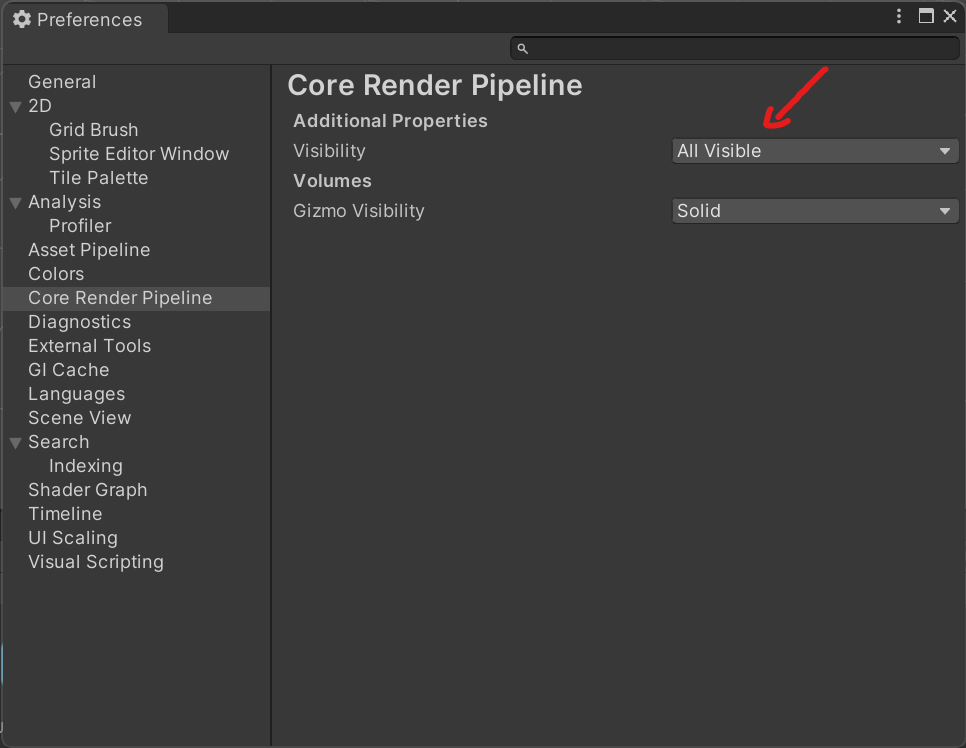 Preferences
General
2D
Grid Brush
Sprite Editor Window
Tile Palette
Analysis
Profiler
Asset Pipeline
Colors
Core Render Pipeline
Diagnostics
External Tools
GI Cache
Languages
Scene View
Search
Indexing
Shader Graph
Timeline
UI Scaling
Visual Scripting
Core Render Pipeline
Additional Properties
Visibility All Visible
Volumes
Gizmo Visibility Solid